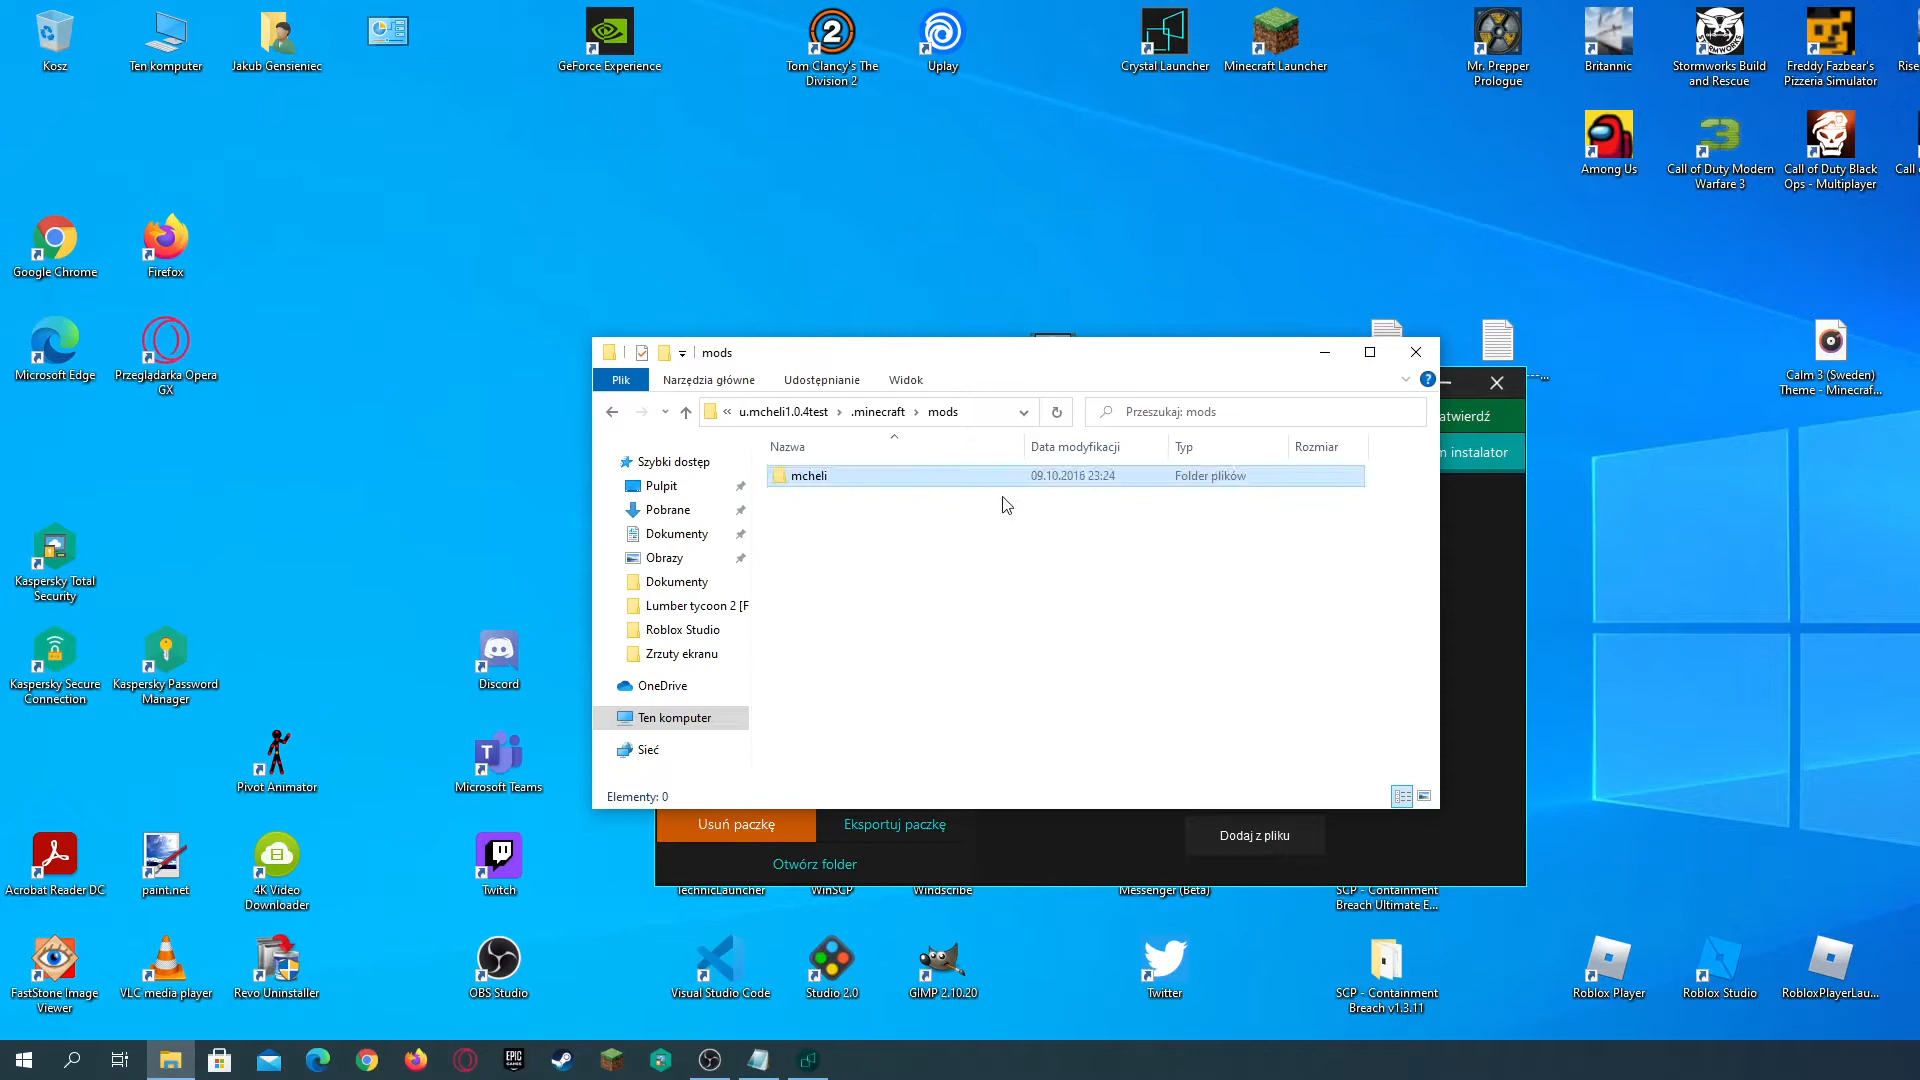 Kosz
Ten komputer
Jakub Gensieniec
GeForce Experience
Tom Clancy's The
Division 2
Uplay
Crystal Launcher
Minecraft Launcher
Mr. Prepper
Prologue
Britannic
Stormworks Build
and Rescue
Freddy Fazbear's
Pizzeria Simulator
Rise
Among Us
Call of Duty Modern
Warfare 3
Call of Duty Black
Ops - Multiplayer
Call
Google Chrome
Firefox
Microsoft Edge
Przeglądarka Opera
GX
Calm 3 (Sweden)
Theme - Minecraf...
mods
Plik
Narzędzia główne
Udostępnianie
Widok
u.mcheli1.0.4test
.minecraft
mods
Przeszukaj: mods
Nazwa
Data modyfikacji
Typ
Rozmiar
mcheli
09.10.2016 23:24
Folder plików
Szybki dostęp
Pulpit
Pobrane
Dokumenty
Obrazy
Dokumenty
Lumber tycoon 2 [F
Roblox Studio
Zrzuty ekranu
OneDrive
Ten komputer
Sieć
Elementy: 0
atwierdź
m instalator
Usuń paczkę
Eksportuj paczkę
Dodaj z pliku
Otwórz folder
Kaspersky Total
Security
Kaspersky Secure
Connection
Kaspersky Password
Manager
Discord
Pivot Animator
Microsoft Teams
Acrobat Reader DC
paint.net
4K Video
Downloader
Twitch
TechnicLauncher
WinSCP
Windscribe
Messenger (Beta)
SCP - Containment
Breach Ultimate E...
FastStone Image
Viewer
VLC media player
Revo Uninstaller
OBS Studio
Visual Studio Code
Studio 2.0
GIMP 2.10.20
Twitter
SCP - Containment
Breach v1.3.11
Roblox Player
Roblox Studio
RobloxPlayerLau...